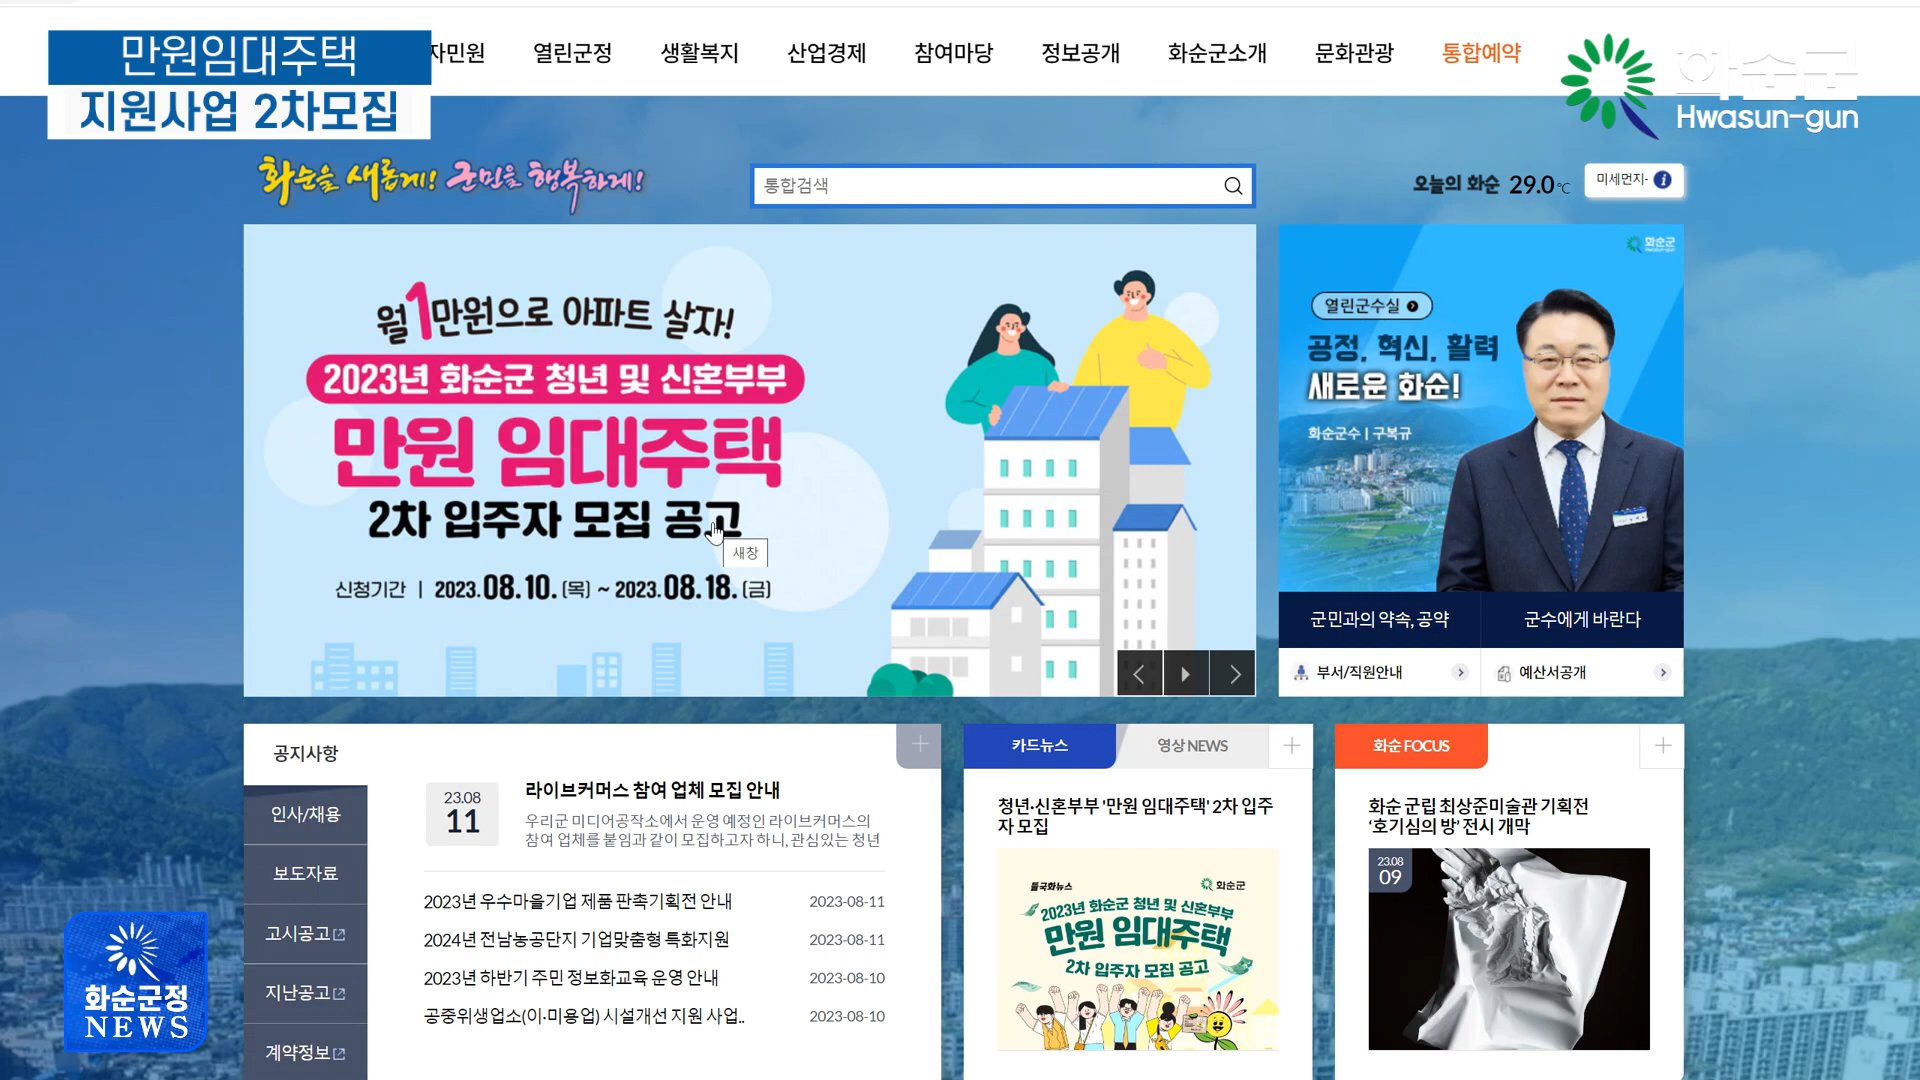 만원임대주택
지원사업 2차모집
자민원
열린군정
생활복지
산업경제
참여마당
정보공개
화순군소개
문화관광
통합예약
화순군
Hwasun-gun
화순을 새롭게! 군민을 행복하게!
통합검색
오늘의 화순 29.0℃
미세먼지-
월1만원으로 아파트 살자!
2023년 화순군 청년 및 신혼부부
만원 임대주택
2차 입주자 모집 공고
새창
신청기간 | 2023.08.10.(목) ~ 2023.08.18.(금)
화순군
열린군수실
공정, 혁신, 활력
새로운 화순!
화순군수 | 구복규
군민과의 약속, 공약
군수에게 바란다
부서/직원안내
예산서공개
공지사항
인사/채용
보도자료
고시공고
지난공고
계약정보
23.08
11
라이브커머스 참여 업체 모집 안내
우리군 미디어공작소에서 운영 예정인 라이브커머스의
참여 업체를 붙임과 같이 모집하고자 하니, 관심있는 청년
2023년 우수마을기업 제품 판촉기획전 안내 2023-08-11
2024년 전남농공단지 기업맞춤형 특화지원 2023-08-11
2023년 하반기 주민 정보화교육 운영 안내 2023-08-10
공중위생업소(이·미용업) 시설개선 지원 사업.. 2023-08-10
카드뉴스
영상 NEWS
청년·신혼부부 '만원 임대주택' 2차 입주
자 모집
들국화뉴스
화순군
2023년 화순군 청년 및 신혼부부
만원 임대주택
2차 입주자 모집 공고
화순 FOCUS
화순 군립 최상준미술관 기획전
‘호기심의 방’ 전시 개막
23.08
09
화순군정
NEWS